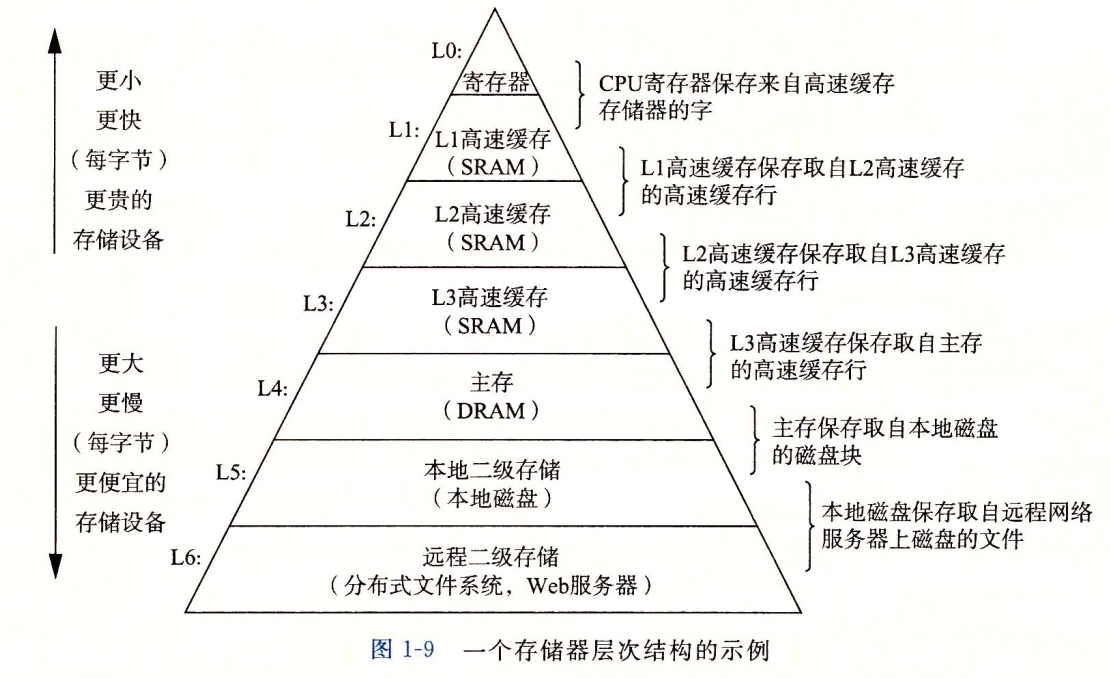 更小
更快
（每字节）
更贵的
存储设备
更大
更慢
（每字节）
更便宜的
存储设备
L0:
寄存器
L1:
L1高速缓存
（SRAM）
L2:
L2高速缓存
（SRAM）
L3:
L3高速缓存
（SRAM）
L4:
主存
（DRAM）
L5:
本地二级存储
（本地磁盘）
L6:
远程二级存储
（分布式文件系统，Web服务器）
CPU寄存器保存来自高速缓存
存储器的字
L1高速缓存保存取自L2高速缓存
的高速缓存行
L2高速缓存保存取自L3高速缓存
的高速缓存行
L3高速缓存保存取自主存
的高速缓存行
主存保存取自本地磁盘
的磁盘块
本地磁盘保存取自远程网络
服务器上磁盘的文件
图 1-9 一个存储器层次结构的示例